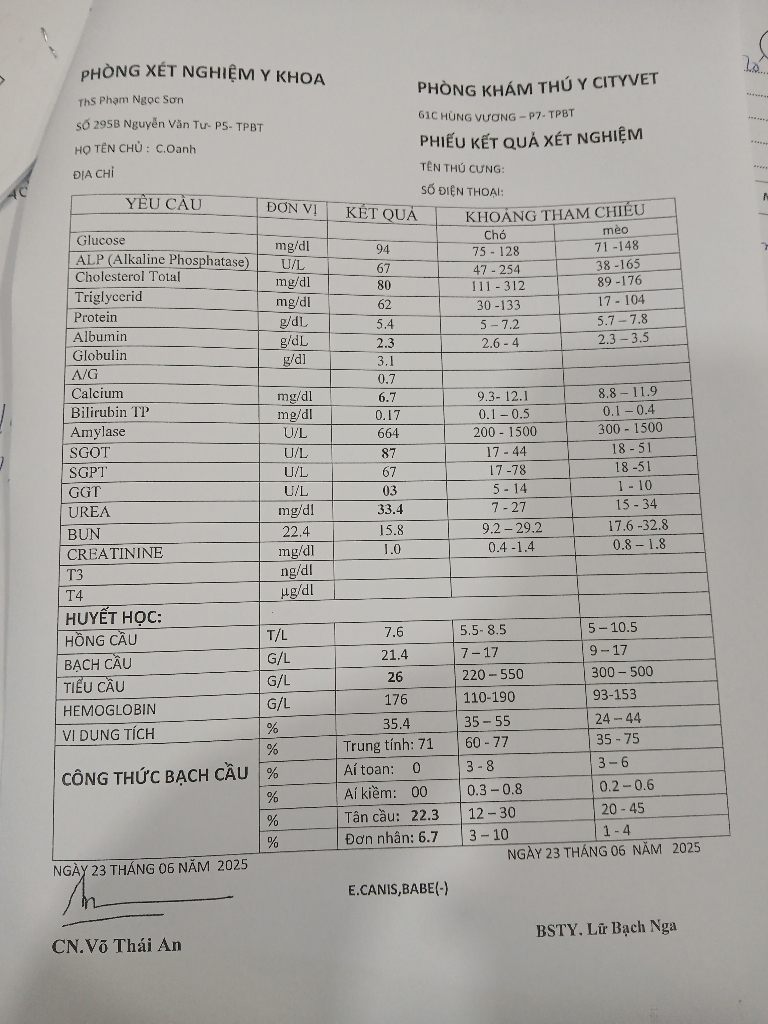 PHÒNG XÉT NGHIỆM Y KHOA
ThS Phạm Ngọc Sơn
SỐ 295B Nguyễn Văn Tư- P5- TPBT
HỌ TÊN CHỦ : C.Oanh
ĐỊA CHỈ
PHÒNG KHÁM THÚ Y CITYVET
61C HÙNG VƯƠNG – P7- TPBT
PHIẾU KẾT QUẢ XÉT NGHIỆM
TÊN THÚ CƯNG:
SỐ ĐIỆN THOẠI:
YÊU CẦU ĐƠN VỊ KẾT QUẢ KHOẢNG THAM CHIẾU
Chó mèo
Glucose mg/dl 94 75 - 128 71 -148
ALP (Alkaline Phosphatase) U/L 67 47 - 254 38 -165
Cholesterol Total mg/dl 80 111 - 312 89 -176
Triglycerid mg/dl 62 30 -133 17 - 104
Protein g/dL 5.4 5 – 7.2 5.7 – 7.8
Albumin g/dL 2.3 2.6 - 4 2.3 – 3.5
Globulin g/dl 3.1
A/G 0.7
Calcium mg/dl 6.7 9.3- 12.1 8.8 – 11.9
Bilirubin TP mg/dl 0.17 0.1 – 0.5 0.1 – 0.4
Amylase U/L 664 200 - 1500 300 - 1500
SGOT U/L 87 17 - 44 18 - 51
SGPT U/L 67 17 -78 18 -51
GGT U/L 03 5 - 14 1 - 10
UREA mg/dl 33.4 7 - 27 15 - 34
BUN 22.4 15.8 9.2 – 29.2 17.6 -32.8
CREATININE mg/dl 1.0 0.4 -1.4 0.8 – 1.8
T3 ng/dl
T4 µg/dl
HUYẾT HỌC:
HỒNG CẦU T/L 7.6 5.5- 8.5 5 – 10.5
BẠCH CẦU G/L 21.4 7 – 17 9 – 17
TIỂU CẦU G/L 26 220 – 550 300 – 500
HEMOGLOBIN G/L 176 110-190 93-153
VI DUNG TÍCH % 35.4 35 – 55 24 – 44
CÔNG THỨC BẠCH CẦU % Trung tính: 71 60 - 77 35 - 75
% Aí toan: 0 3 - 8 3 – 6
% Aí kiềm: 00 0.3 – 0.8 0.2 – 0.6
% Tân cầu: 22.3 12 – 30 20 - 45
% Đơn nhân: 6.7 3 – 10 1 - 4
NGÀY 23 THÁNG 06 NĂM 2025 NGÀY 23 THÁNG 06 NĂM 2025
E.CANIS,BABE(-)
CN.Võ Thái An BSTY. Lữ Bạch Nga